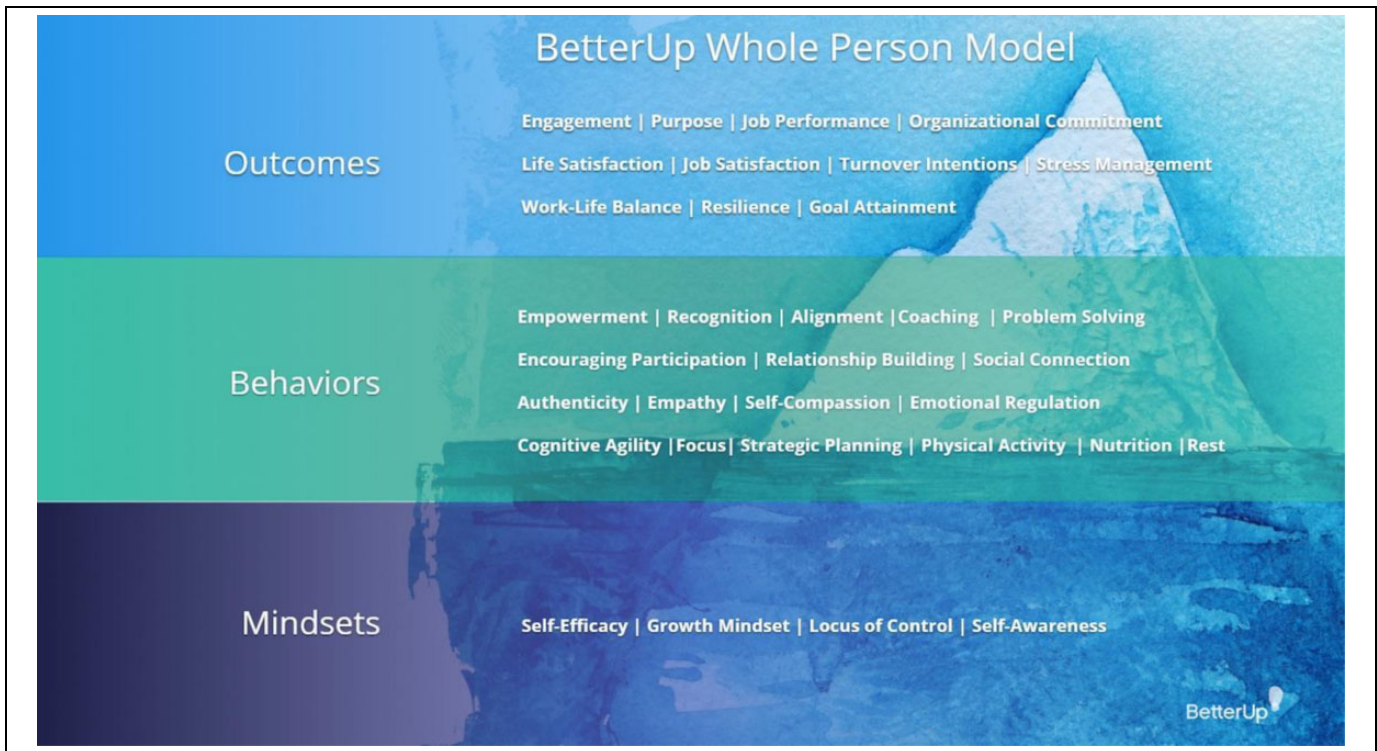 BetterUp Whole Person Model
Outcomes
Engagement | Purpose | Job Performance | Organizational Commitment
Life Satisfaction | Job Satisfaction | Turnover Intentions | Stress Management
Work-Life Balance | Resilience | Goal Attainment
Behaviors
Empowerment | Recognition | Alignment |Coaching | Problem Solving
Encouraging Participation | Relationship Building | Social Connection
Authenticity | Empathy | Self-Compassion | Emotional Regulation
Cognitive Agility |Focus| Strategic Planning | Physical Activity | Nutrition |Rest
Mindsets
Self-Efficacy | Growth Mindset | Locus of Control | Self-Awareness
BetterUp